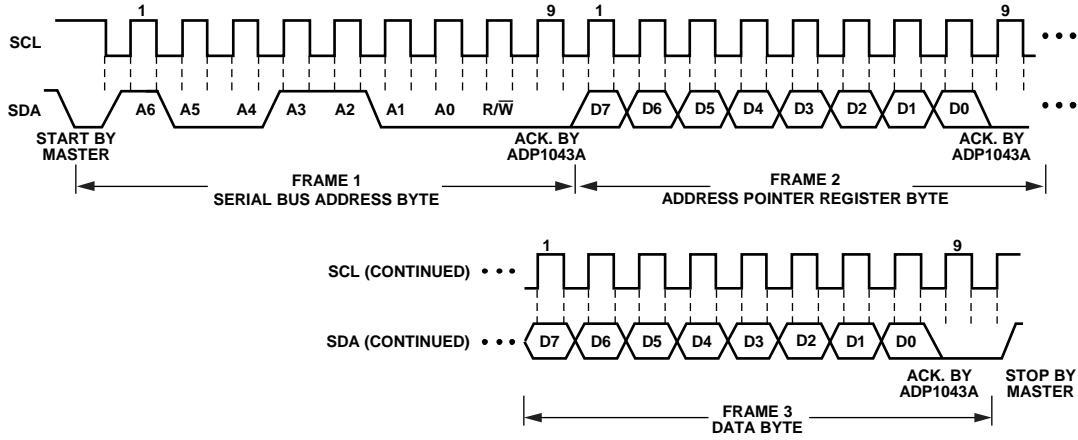 1 9 1 9
SCL
SDA A6 A5 A4 A3 A2 A1 A0 R/W̅ D7 D6 D5 D4 D3 D2 D1 D0
START BY
MASTER
ACK. BY
ADP1043A
ACK. BY
ADP1043A
FRAME 1
SERIAL BUS ADDRESS BYTE
FRAME 2
ADDRESS POINTER REGISTER BYTE
1 9
SCL (CONTINUED)
SDA (CONTINUED) D7 D6 D5 D4 D3 D2 D1 D0
ACK. BY
ADP1043A
STOP BY
MASTER
FRAME 3
DATA BYTE